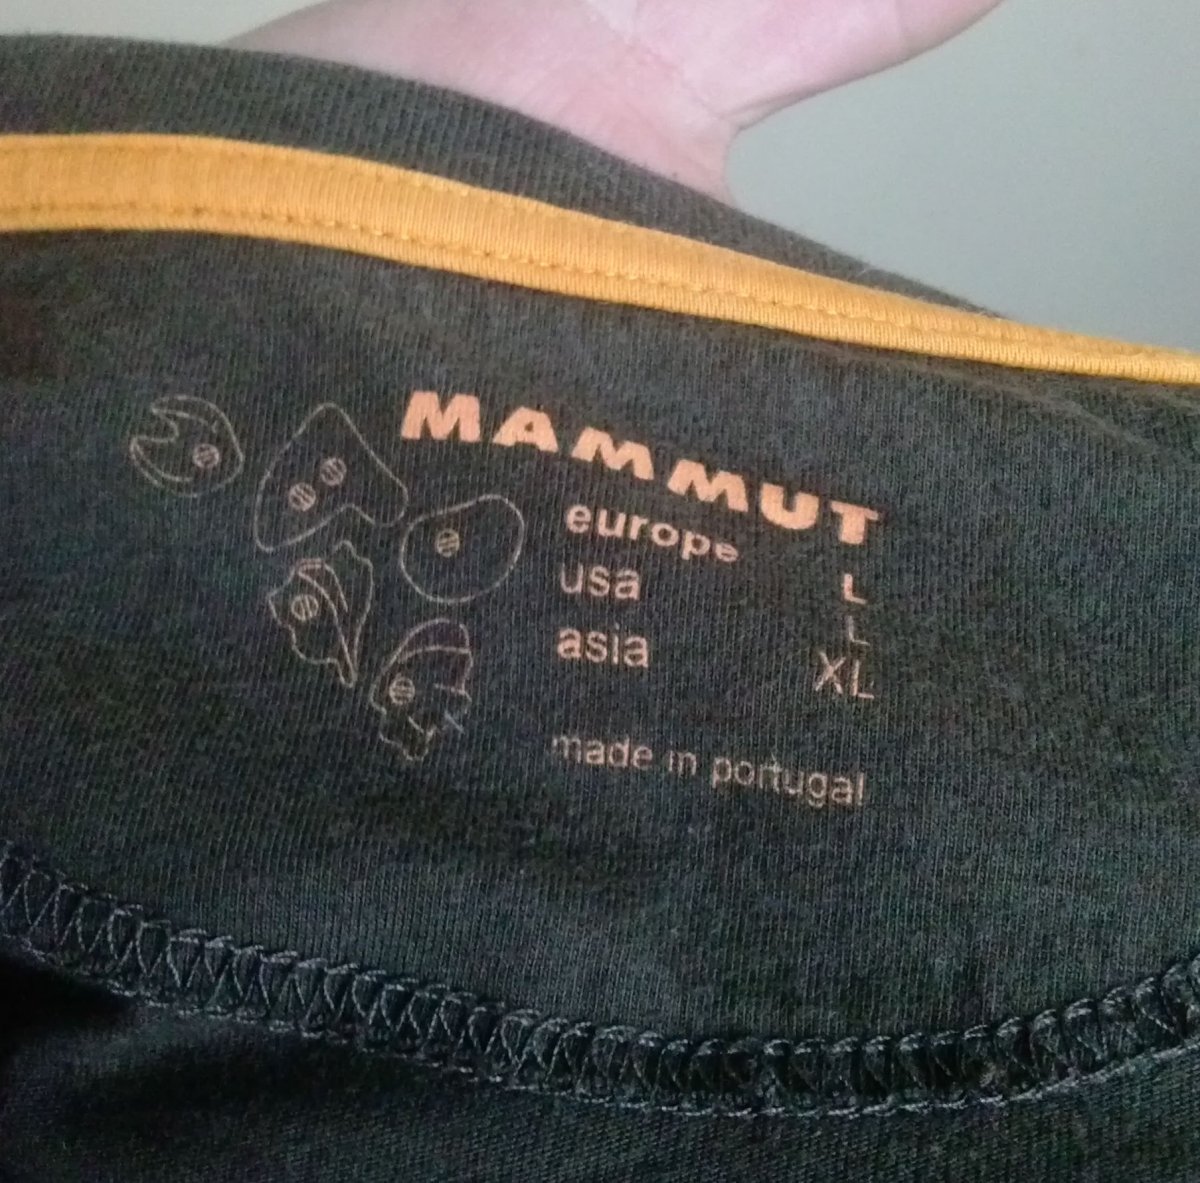 MAMMUT
europe L
usa L
asia XL
made in portugal